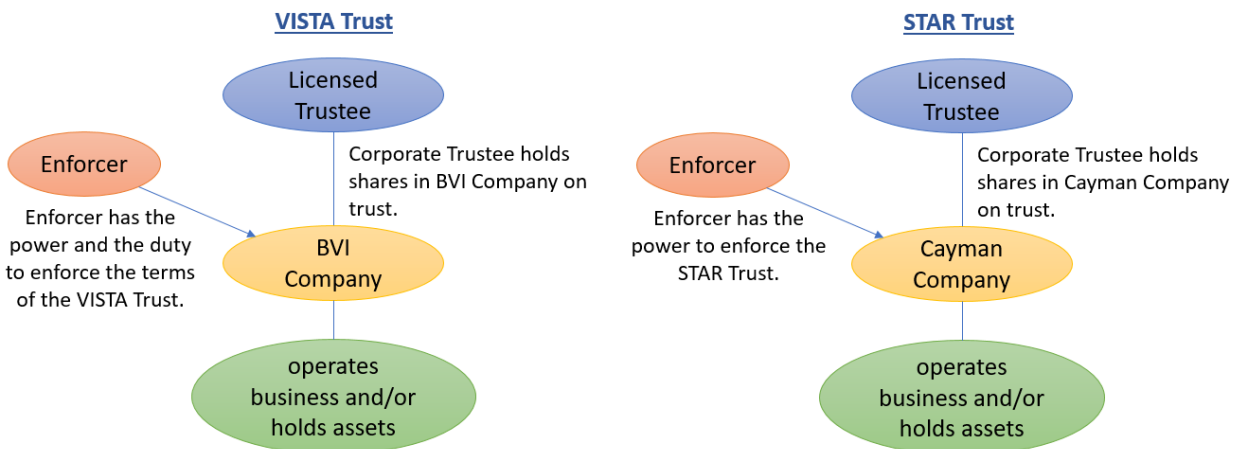 VISTA Trust
Licensed
Trustee
Enforcer
Corporate Trustee holds
shares in BVI Company on
trust.
Enforcer has the
power and the duty
to enforce the terms
of the VISTA Trust.
BVI
Company
operates
business and/or
holds assets
STAR Trust
Licensed
Trustee
Enforcer
Corporate Trustee holds
shares in Cayman Company
on trust.
Enforcer has the
power to enforce the
STAR Trust.
Cayman
Company
operates
business and/or
holds assets